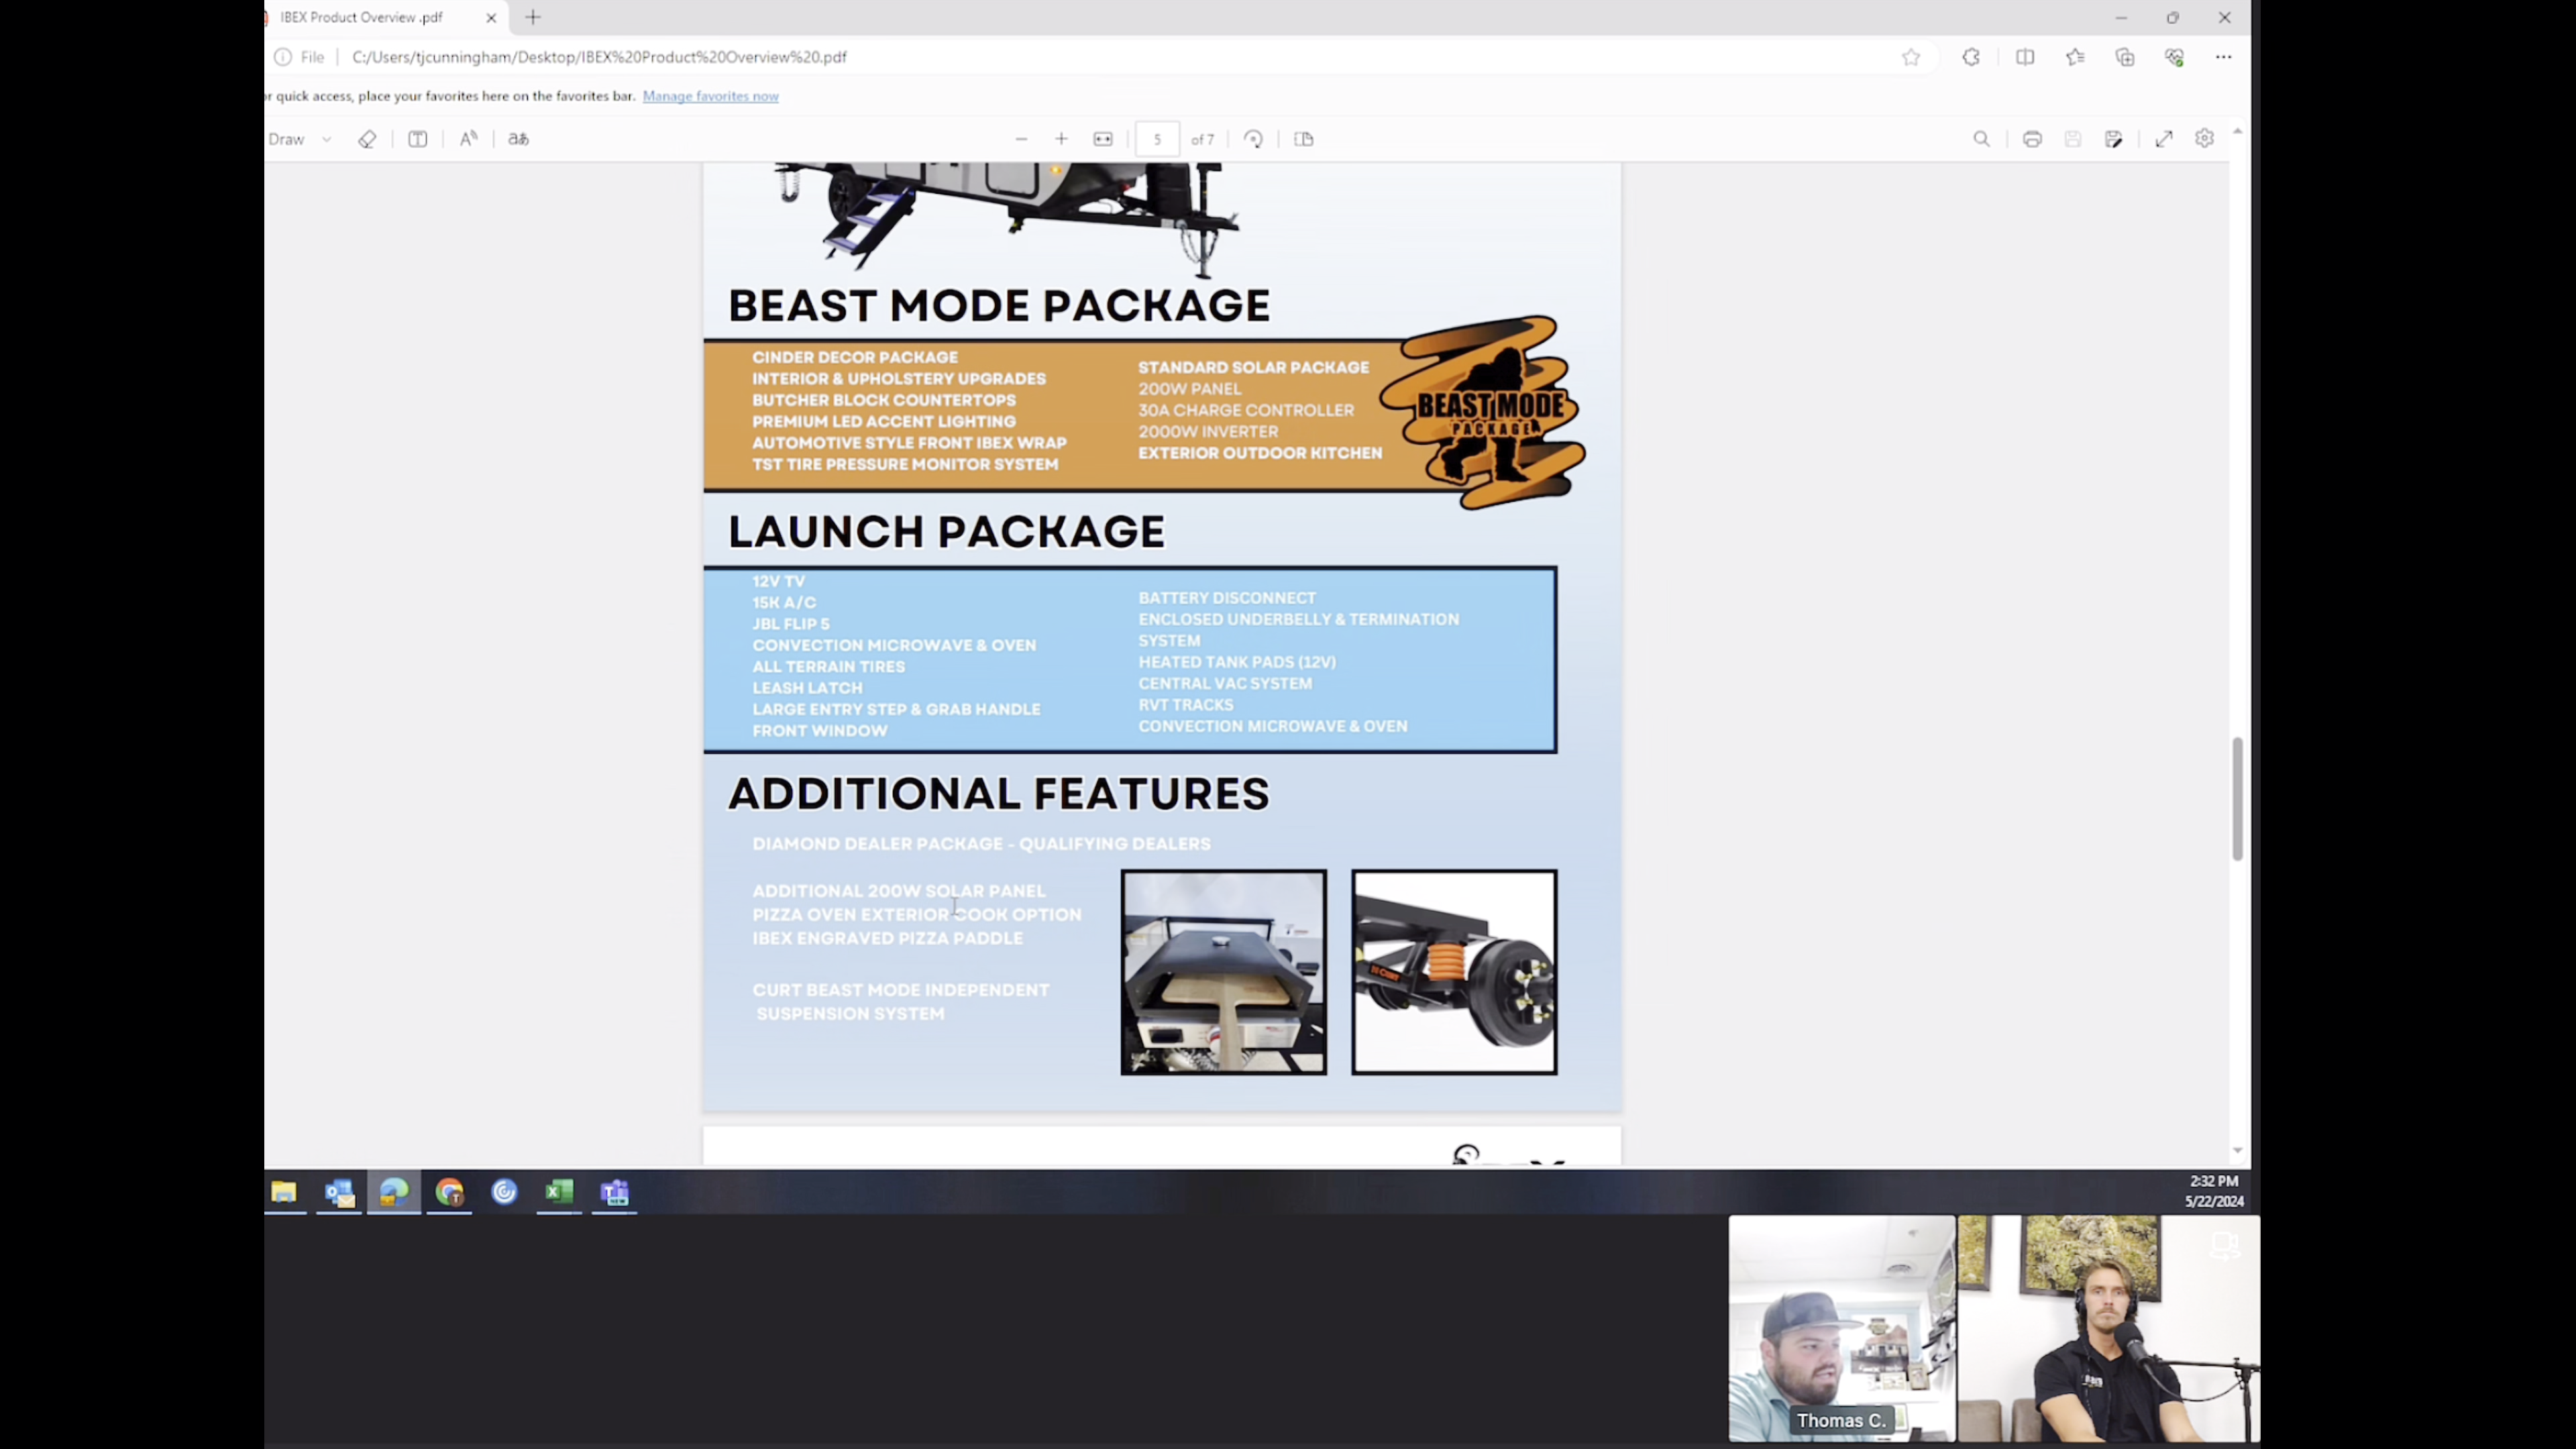 IBEX Product Overview .pdf
File
C:/Users/tjcunningham/Desktop/IBEX%20Product%20Overview%20.pdf
or quick access, place your favorites here on the favorites bar. Manage favorites now
Draw
5 of 7
BEAST MODE PACKAGE
CINDER DECOR PACKAGE
INTERIOR & UPHOLSTERY UPGRADES
BUTCHER BLOCK COUNTERTOPS
PREMIUM LED ACCENT LIGHTING
AUTOMOTIVE STYLE FRONT IBEX WRAP
TST TIRE PRESSURE MONITOR SYSTEM
STANDARD SOLAR PACKAGE
200W PANEL
30A CHARGE CONTROLLER
2000W INVERTER
EXTERIOR OUTDOOR KITCHEN
BEAST MODE
PACKAGE
LAUNCH PACKAGE
12V TV
15K A/C
JBL FLIP 5
CONVECTION MICROWAVE & OVEN
ALL TERRAIN TIRES
LEASH LATCH
LARGE ENTRY STEP & GRAB HANDLE
FRONT WINDOW
BATTERY DISCONNECT
ENCLOSED UNDERBELLY & TERMINATION
SYSTEM
HEATED TANK PADS (12V)
CENTRAL VAC SYSTEM
RVT TRACKS
CONVECTION MICROWAVE & OVEN
ADDITIONAL FEATURES
DIAMOND DEALER PACKAGE - QUALIFYING DEALERS
ADDITIONAL 200W SOLAR PANEL
PIZZA OVEN EXTERIOR COOK OPTION
IBEX ENGRAVED PIZZA PADDLE
CURT BEAST MODE INDEPENDENT
SUSPENSION SYSTEM
CURT
2:32 PM
5/22/2024
Thomas C.